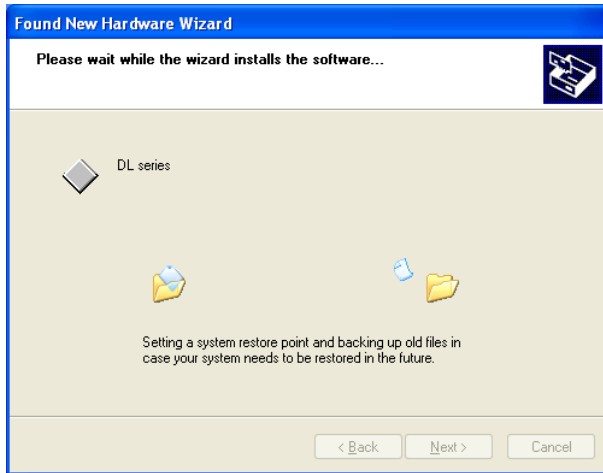 Found New Hardware Wizard
Please wait while the wizard installs the software...
DL series
Setting a system restore point and backing up old files in
case your system needs to be restored in the future.
< Back
Next >
Cancel